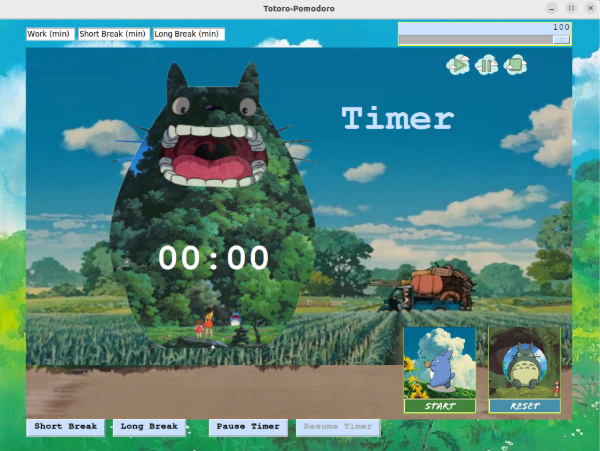 Totoro-Pomodoro
Work (min)
Short Break (min)
Long Break (min)
100
Timer
00:00
START
RESET
Short Break
Long Break
Pause Timer
Resume Timer